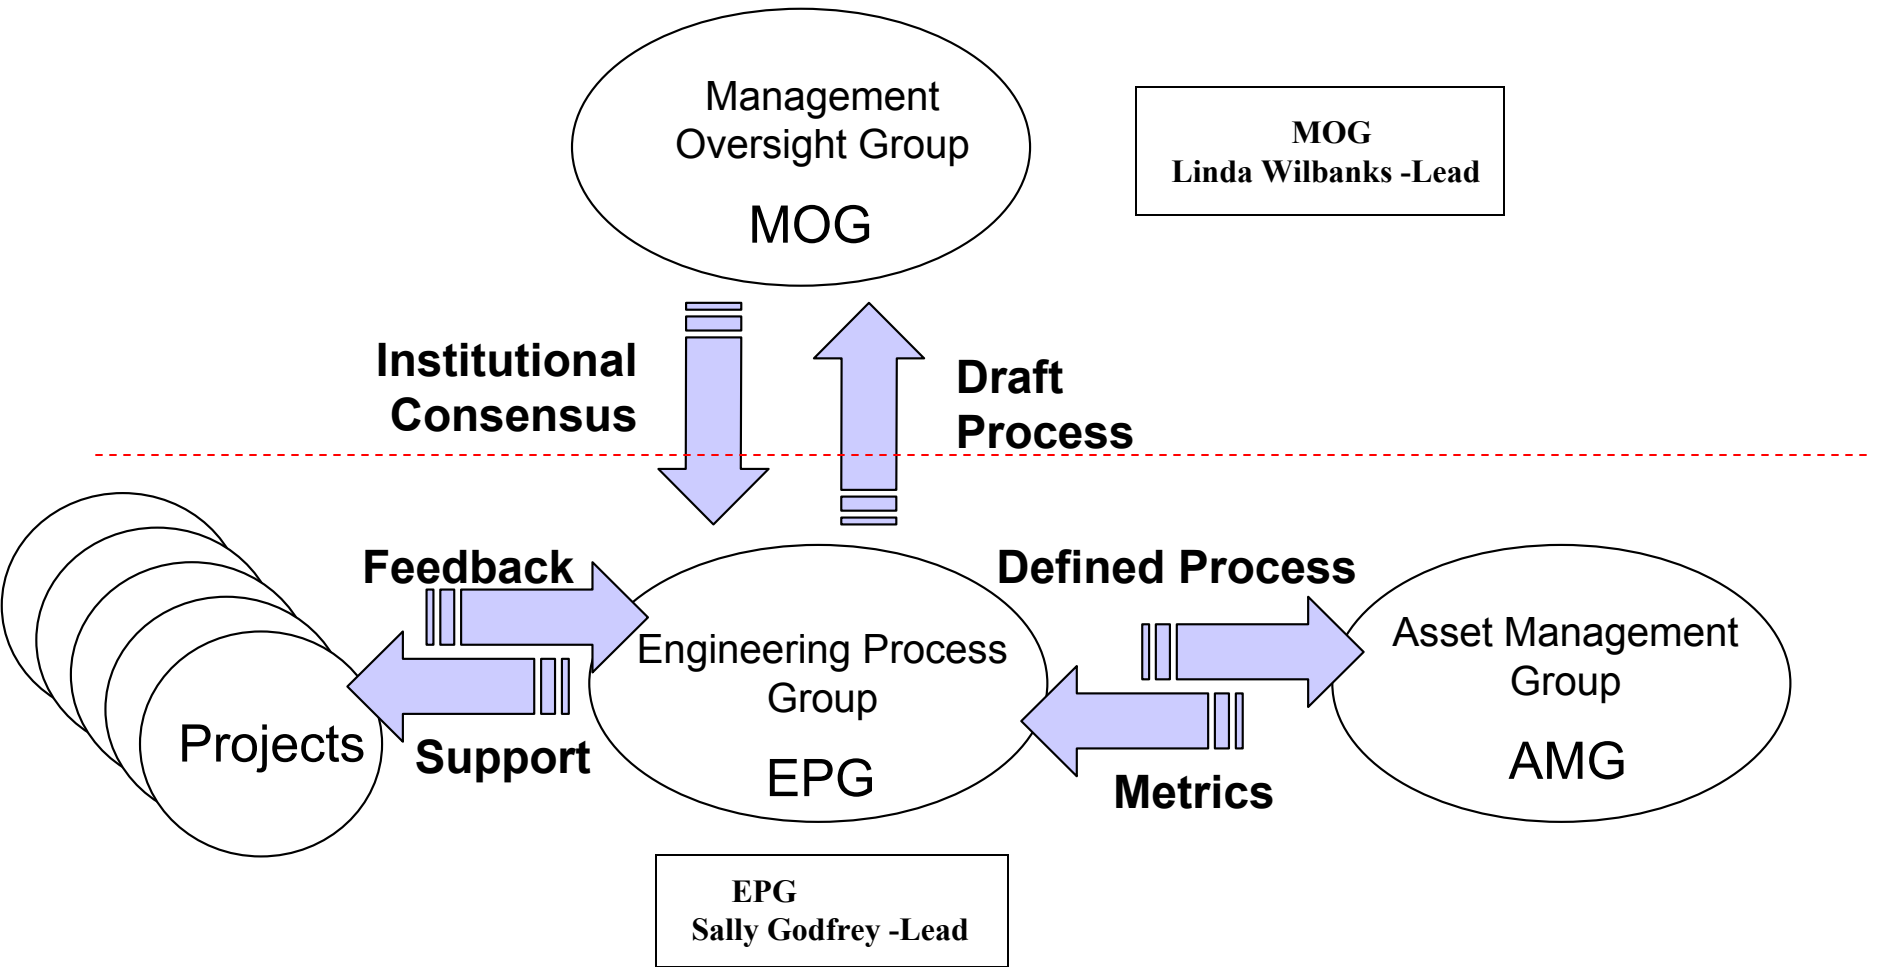 Management
Oversight Group
MOG
MOG
Linda Wilbanks -Lead
Institutional
Consensus
Draft
Process
Feedback
Support
Projects
Engineering Process
Group
EPG
Defined Process
Metrics
Asset Management
Group
AMG
EPG
Sally Godfrey -Lead